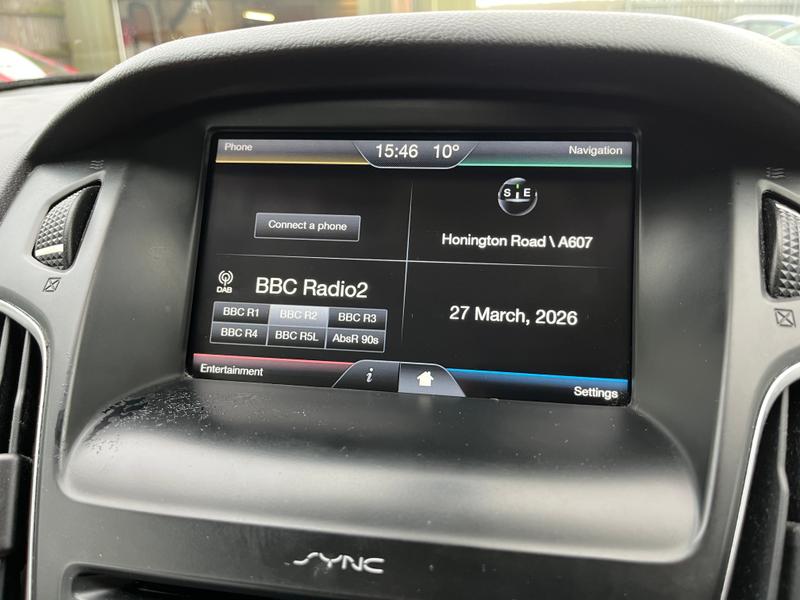 Phone
15:46 10°
Navigation
Connect a phone
S E
Honington Road \ A607
DAB
BBC Radio2
BBC R1 BBC R2 BBC R3
BBC R4 BBC R5L AbsR 90s
27 March, 2026
Entertainment
i
Settings
SYNC